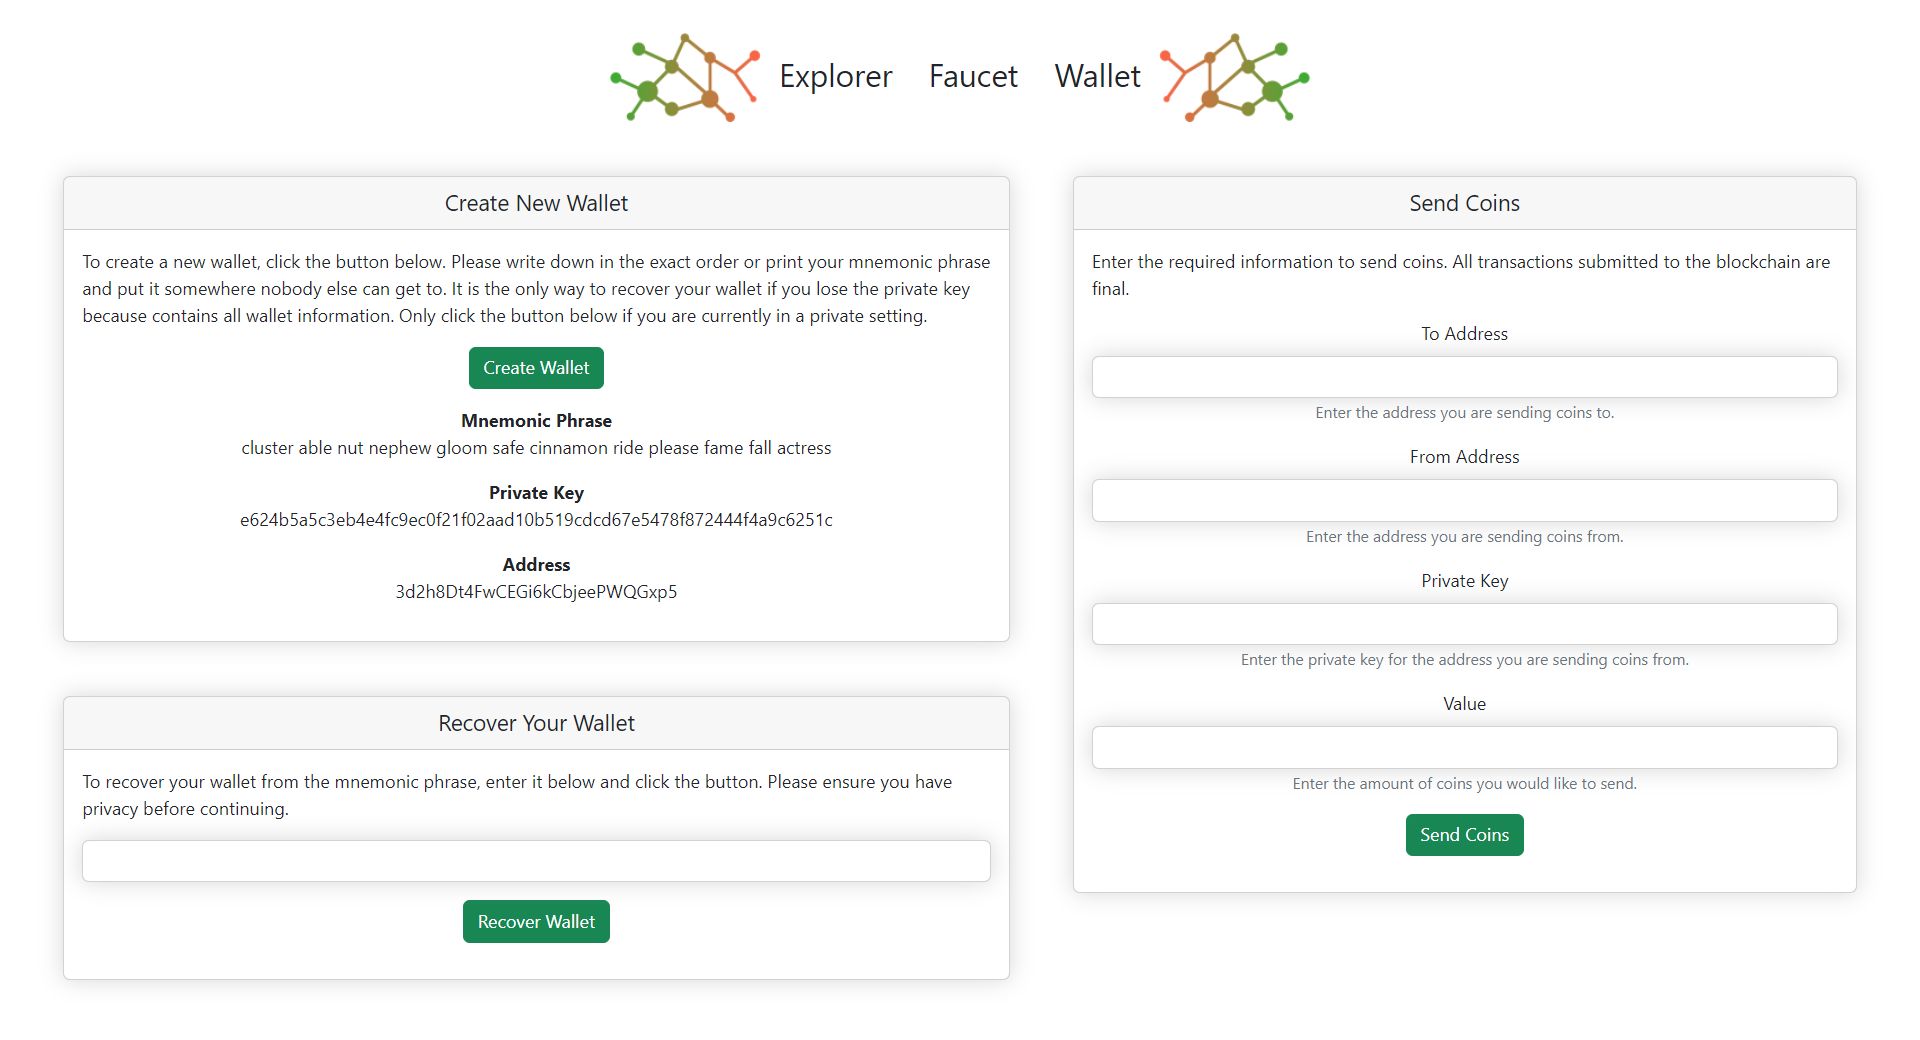 Explorer Faucet Wallet
Create New Wallet
To create a new wallet, click the button below. Please write down in the exact order or print your mnemonic phrase
and put it somewhere nobody else can get to. It is the only way to recover your wallet if you lose the private key
because contains all wallet information. Only click the button below if you are currently in a private setting.
Create Wallet
Mnemonic Phrase
cluster able nut nephew gloom safe cinnamon ride please fame fall actress
Private Key
e624b5a5c3eb4e4fc9ec0f21f02aad10b519cdcd67e5478f872444f4a9c6251c
Address
3d2h8Dt4FwCEGi6kCbjeePWQGxp5
Recover Your Wallet
To recover your wallet from the mnemonic phrase, enter it below and click the button. Please ensure you have
privacy before continuing.
Recover Wallet
Send Coins
Enter the required information to send coins. All transactions submitted to the blockchain are
final.
To Address
Enter the address you are sending coins to.
From Address
Enter the address you are sending coins from.
Private Key
Enter the private key for the address you are sending coins from.
Value
Enter the amount of coins you would like to send.
Send Coins